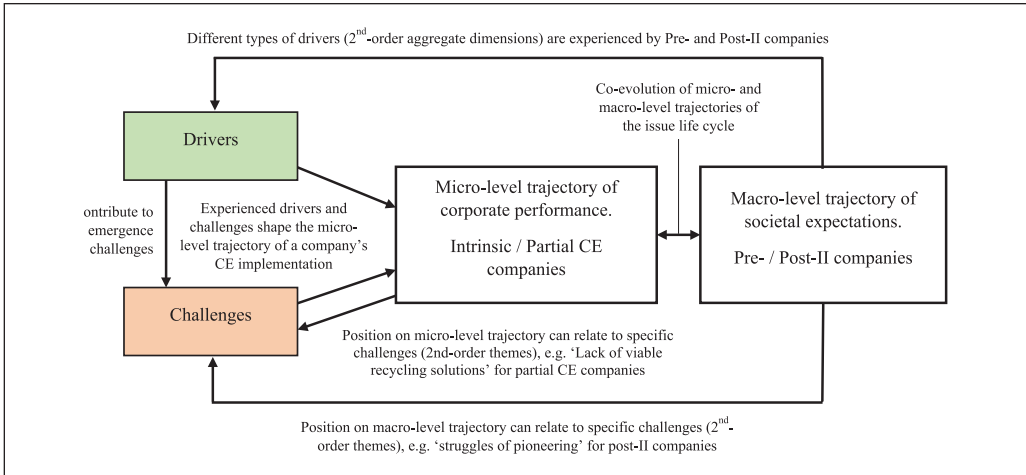 Different types of drivers (2nd-order aggregate dimensions) are experienced by Pre- and Post-II companies
Co-evolution of micro- and
macro-level trajectories of
the issue life cycle
Drivers
ontribute to
emergence
challenges
Experienced drivers and
challenges shape the micro-
level trajectory of a company's
CE implementation
Micro-level trajectory of
corporate performance.
Intrinsic / Partial CE
companies
Macro-level trajectory of
societal expectations.
Pre- / Post-II companies
Challenges
Position on micro-level trajectory can relate to specific
challenges (2nd-order themes), e.g. ‘Lack of viable
recycling solutions’ for partial CE companies
Position on macro-level trajectory can relate to specific challenges (2nd-
order themes), e.g. ‘struggles of pioneering’ for post-II companies